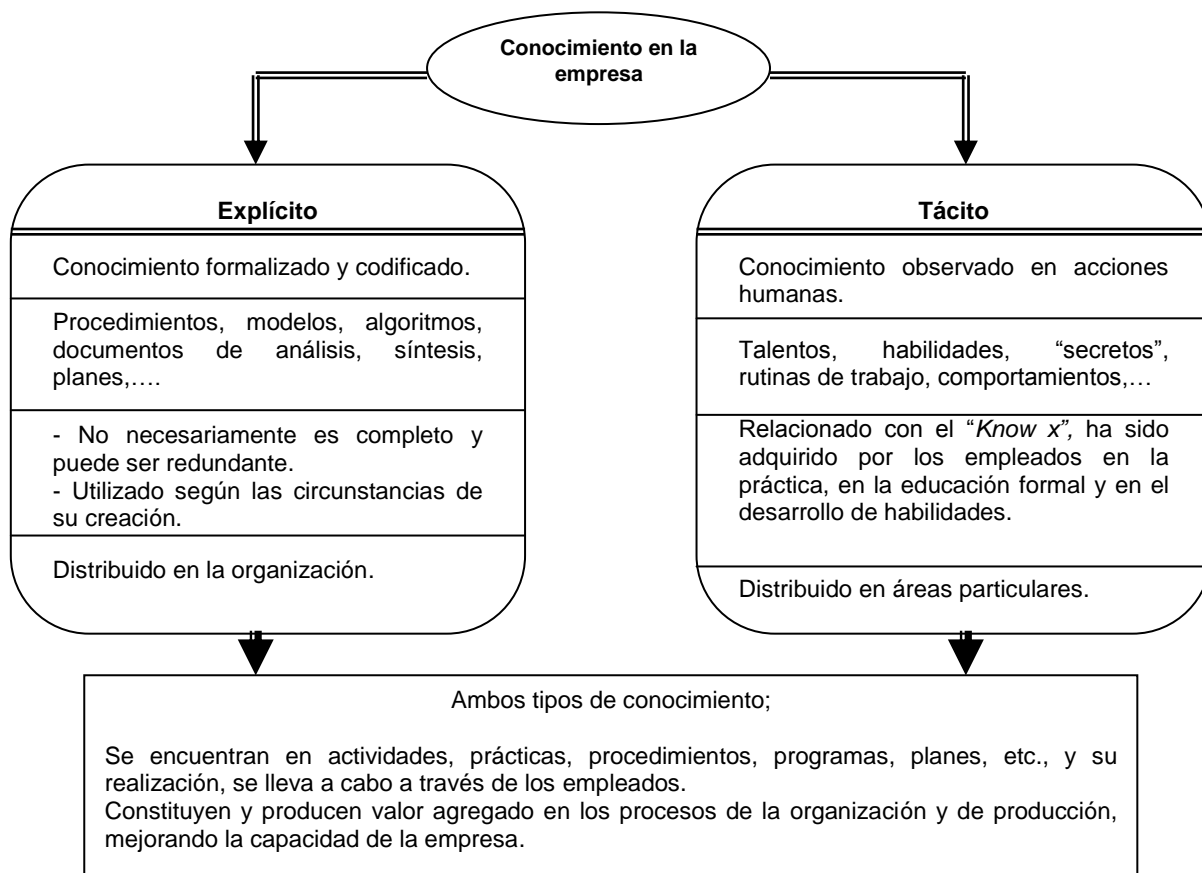 Conocimiento en la
empresa
Explícito
Conocimiento formalizado y codificado.
Procedimientos, modelos, algoritmos,
documentos de análisis, síntesis,
planes,….
- No necesariamente es completo y
puede ser redundante.
- Utilizado según las circunstancias de
su creación.
Distribuido en la organización.
Tácito
Conocimiento observado en acciones
humanas.
Talentos, habilidades, “secretos”,
rutinas de trabajo, comportamientos,…
Relacionado con el “Know x”, ha sido
adquirido por los empleados en la
práctica, en la educación formal y en el
desarrollo de habilidades.
Distribuido en áreas particulares.
Ambos tipos de conocimiento;
Se encuentran en actividades, prácticas, procedimientos, programas, planes, etc., y su
realización, se lleva a cabo a través de los empleados.
Constituyen y producen valor agregado en los procesos de la organización y de producción,
mejorando la capacidad de la empresa.